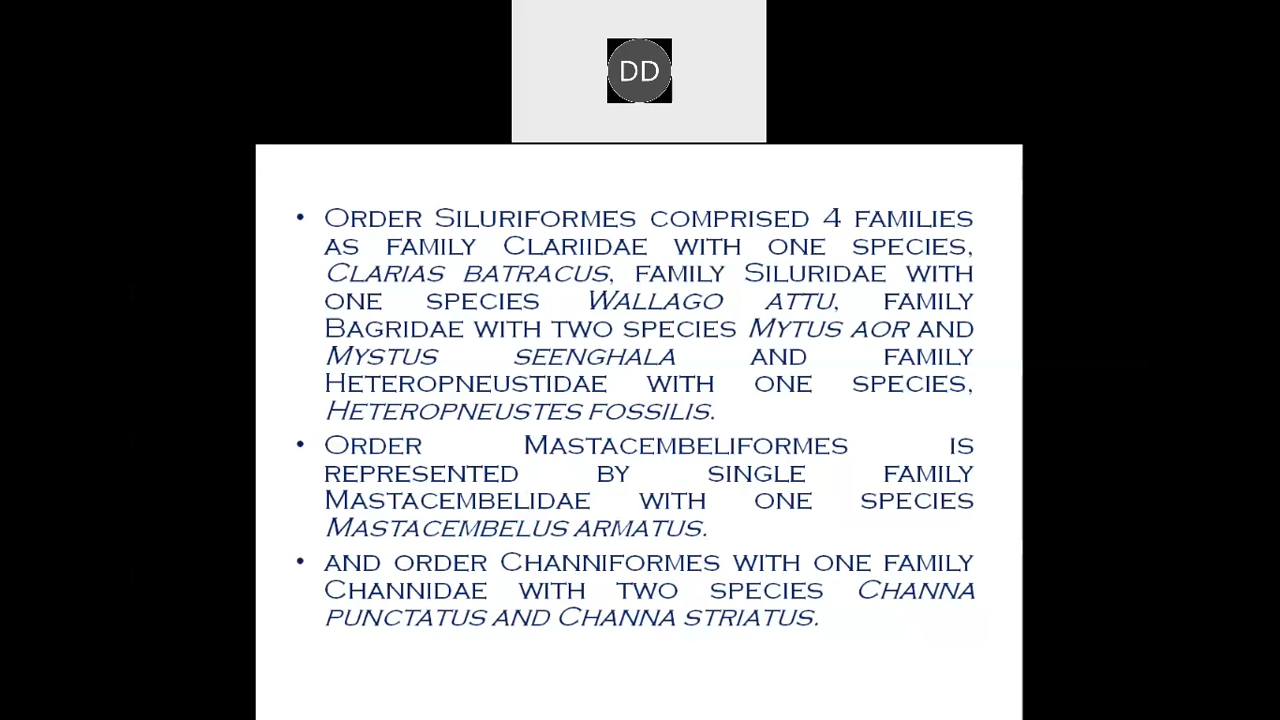 DD
• Order Siluriformes comprised 4 families
as family Clariidae with one species,
Clarias batracus, family Siluridae with
one species Wallago attu, family
Bagridae with two species Mytus aor and
Mystus seenghala and family
Heteropneustidae with one species,
Heteropneustes fossilis.
• Order Mastacembeliformes is
represented by single family
Mastacembelidae with one species
Mastacembelus armatus.
• and order Channiformes with one family
Channidae with two species Channa
punctatus and Channa striatus.